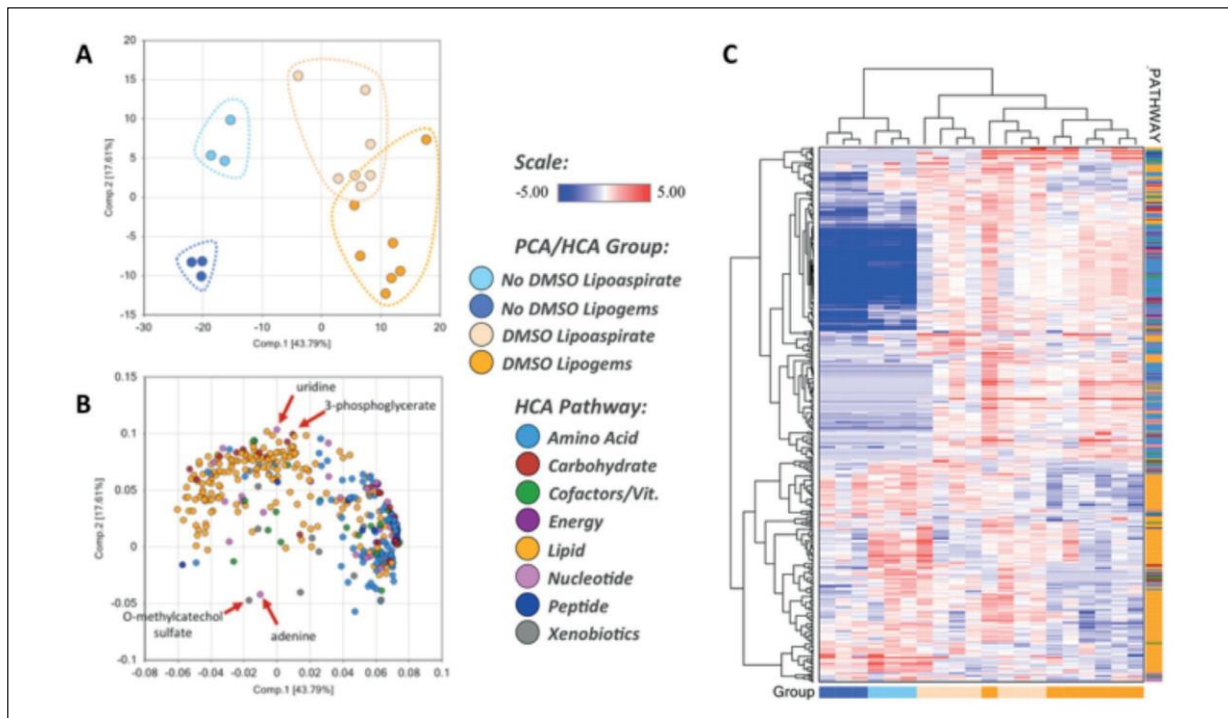 A
20
15
10
5
0
-5
-10
-15
-30
-20
-10
0
10
20
Comp.2 [17.61%]
Comp.1 [43.79%]
B
0.15
0.1
0.05
0
-0.05
-0.1
-0.08
-0.06
-0.04
-0.02
0
0.02
0.04
0.06
0.08
0.1
Comp.2 [17.61%]
Comp.1 [43.79%]
uridine
3-phosphoglycerate
O-methylcatechol
sulfate
adenine
Scale:
-5.00 5.00
PCA/HCA Group:
No DMSO Lipoaspirate
No DMSO Lipogems
DMSO Lipoaspirate
DMSO Lipogems
HCA Pathway:
Amino Acid
Carbohydrate
Cofactors/Vit.
Energy
Lipid
Nucleotide
Peptide
Xenobiotics
C
PATHWAY
Group